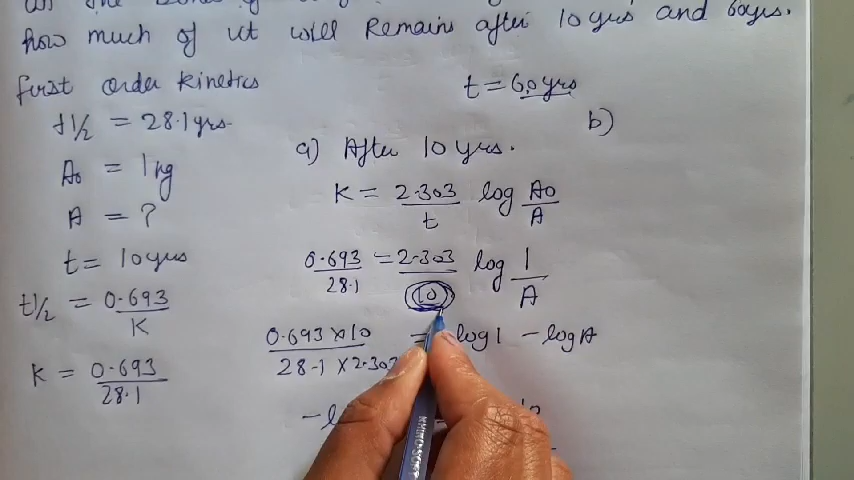 how much of it will Remains after 10 yrs and 60yrs.
first order kinetics
t1/2 = 28.1 yrs.
A₀ = 1 µg
A = ?
t = 10 yrs
t1/2 = 0.693 / K
K = 0.693 / 28.1
t = 60 yrs
a) After 10 yrs.
K = 2.303 / t log A₀ / A
0.693 / 28.1 = 2.303 / 10 log 1 / A
0.693 × 10 / 28.1 × 2.303 = log 1 - log A
b)